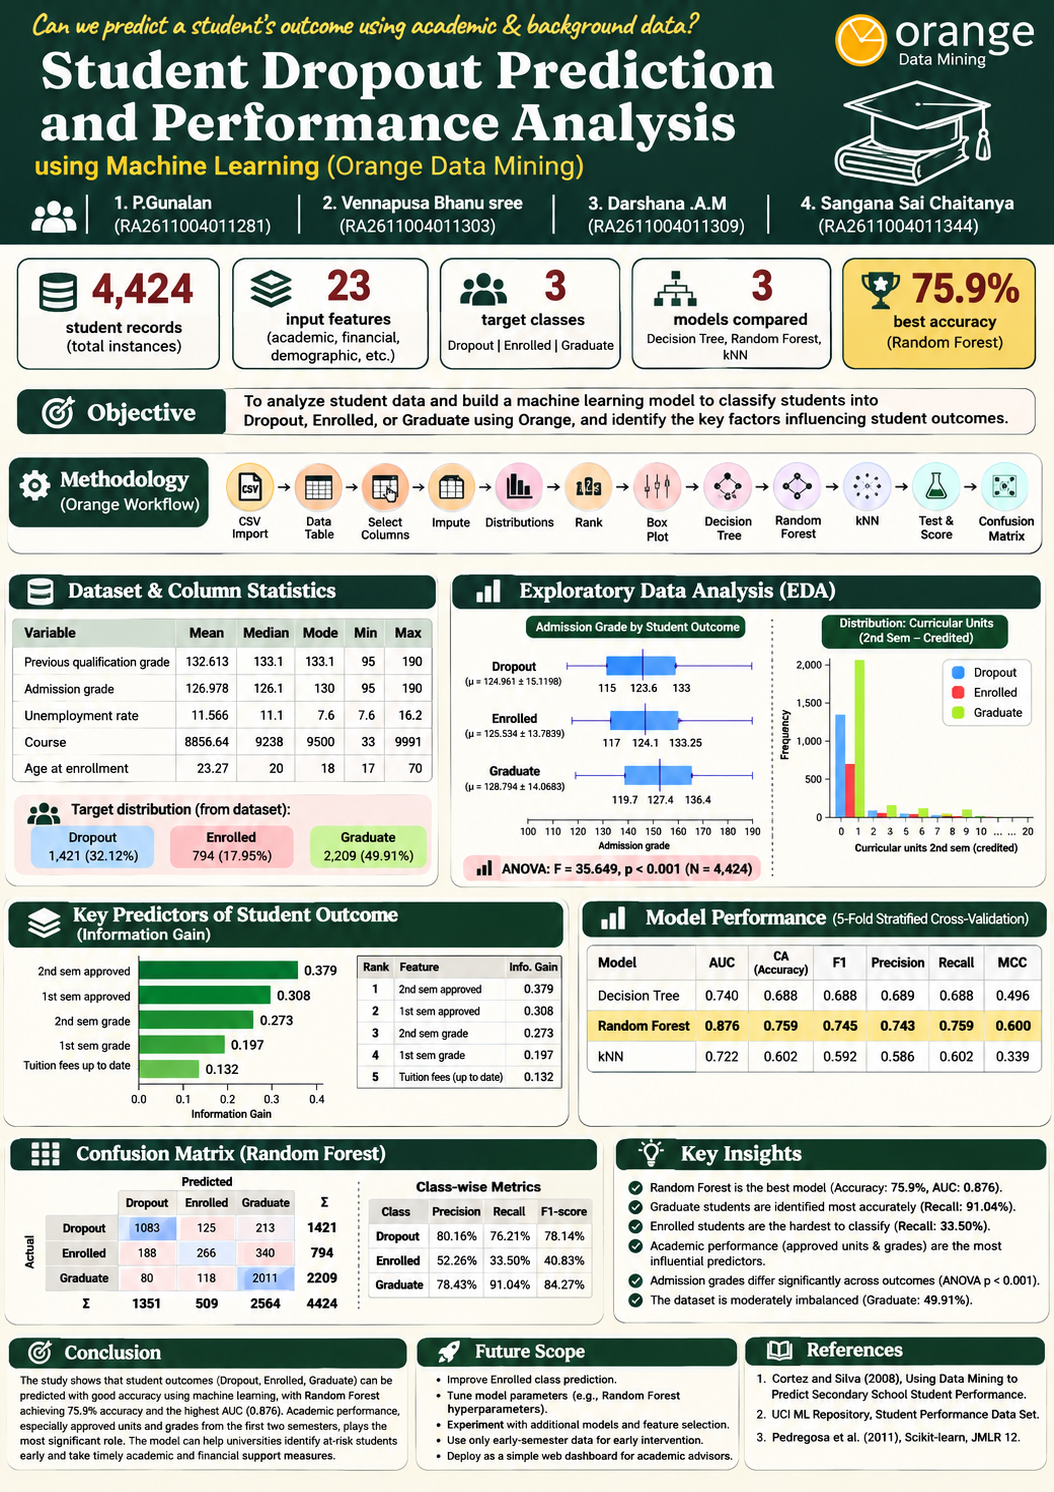 Can we predict a student's outcome using academic & background data?
orange
Data Mining
Student Dropout Prediction
and Performance Analysis
using Machine Learning (Orange Data Mining)
1. P.Gunalan
(RA2611004011281)
2. Vennapusa Bhanu sree
(RA2611004011303)
3. Darshana .A.M
(RA2611004011309)
4. Sangana Sai Chaitanya
(RA2611004011344)
4,424
student records
(total instances)
23
input features
(academic, financial,
demographic, etc.)
3
target classes
Dropout | Enrolled | Graduate
3
models compared
Decision Tree, Random Forest,
kNN
75.9%
best accuracy
(Random Forest)
Objective
To analyze student data and build a machine learning model to classify students into
Dropout, Enrolled, or Graduate using Orange, and identify the key factors influencing student outcomes.
Methodology
(Orange Workflow)
CSV
CSV
Import
Data
Table
Select
Columns
Impute
Distributions
Rank
Box
Plot
Decision
Tree
Random
Forest
kNN
Test &
Score
Confusion
Matrix
Dataset & Column Statistics
Variable Mean Median Mode Min Max
Previous qualification grade 132.613 133.1 133.1 95 190
Admission grade 126.978 126.1 130 95 190
Unemployment rate 11.566 11.1 7.6 7.6 16.2
Course 8856.64 9238 9500 33 9991
Age at enrollment 23.27 20 18 17 70
Target distribution (from dataset):
Dropout
1,421 (32.12%)
Enrolled
794 (17.95%)
Graduate
2,209 (49.91%)
Exploratory Data Analysis (EDA)
Admission Grade by Student Outcome
Dropout
(μ = 124.961 ± 15.1198)
115 123.6 133
Enrolled
(μ = 125.534 ± 13.7839)
117 124.1 133.25
Graduate
(μ = 128.794 ± 14.0683)
119.7 127.4 136.4
100 110 120 130 140 150 160 170 180 190
Admission grade
ANOVA: F = 35.649, p < 0.001 (N = 4,424)
Distribution: Curricular Units
(2nd Sem – Credited)
Frequency
2,000
1,500
1,000
500
0
Dropout
Enrolled
Graduate
0 1 2 3 5 6 7 8 9 10 ... ... 20
Curricular units 2nd sem (credited)
Key Predictors of Student Outcome
(Information Gain)
2nd sem approved 0.379
1st sem approved 0.308
2nd sem grade 0.273
1st sem grade 0.197
Tuition fees up to date 0.132
0.0 0.1 0.2 0.3 0.4
Information Gain
Rank Feature Info. Gain
1 2nd sem approved 0.379
2 1st sem approved 0.308
3 2nd sem grade 0.273
4 1st sem grade 0.197
5 Tuition fees (up to date) 0.132
Model Performance (5-Fold Stratified Cross-Validation)
Model AUC CA (Accuracy) F1 Precision Recall MCC
Decision Tree 0.740 0.688 0.688 0.689 0.688 0.496
Random Forest 0.876 0.759 0.745 0.743 0.759 0.600
kNN 0.722 0.602 0.592 0.586 0.602 0.339
Confusion Matrix (Random Forest)
Predicted
Dropout Enrolled Graduate Σ
Actual
Dropout 1083 125 213 1421
Enrolled 188 266 340 794
Graduate 80 118 2011 2209
Σ 1351 509 2564 4424
Class-wise Metrics
Class Precision Recall F1-score
Dropout 80.16% 76.21% 78.14%
Enrolled 52.26% 33.50% 40.83%
Graduate 78.43% 91.04% 84.27%
Key Insights
Random Forest is the best model (Accuracy: 75.9%, AUC: 0.876).
Graduate students are identified most accurately (Recall: 91.04%).
Enrolled students are the hardest to classify (Recall: 33.50%).
Academic performance (approved units & grades) are the most
influential predictors.
Admission grades differ significantly across outcomes (ANOVA p < 0.001).
The dataset is moderately imbalanced (Graduate: 49.91%).
Conclusion
The study shows that student outcomes (Dropout, Enrolled, Graduate) can be
predicted with good accuracy using machine learning, with Random Forest
achieving 75.9% accuracy and the highest AUC (0.876). Academic performance,
especially approved units and grades from the first two semesters, plays the
most significant role. The model can help universities identify at-risk students
early and take timely academic and financial support measures.
Future Scope
• Improve Enrolled class prediction.
• Tune model parameters (e.g., Random Forest
hyperparameters).
• Experiment with additional models and feature selection.
• Use only early-semester data for early intervention.
• Deploy as a simple web dashboard for academic advisors.
References
1. Cortez and Silva (2008), Using Data Mining to
Predict Secondary School Student Performance.
2. UCI ML Repository, Student Performance Data Set.
3. Pedregosa et al. (2011), Scikit-learn, JMLR 12.